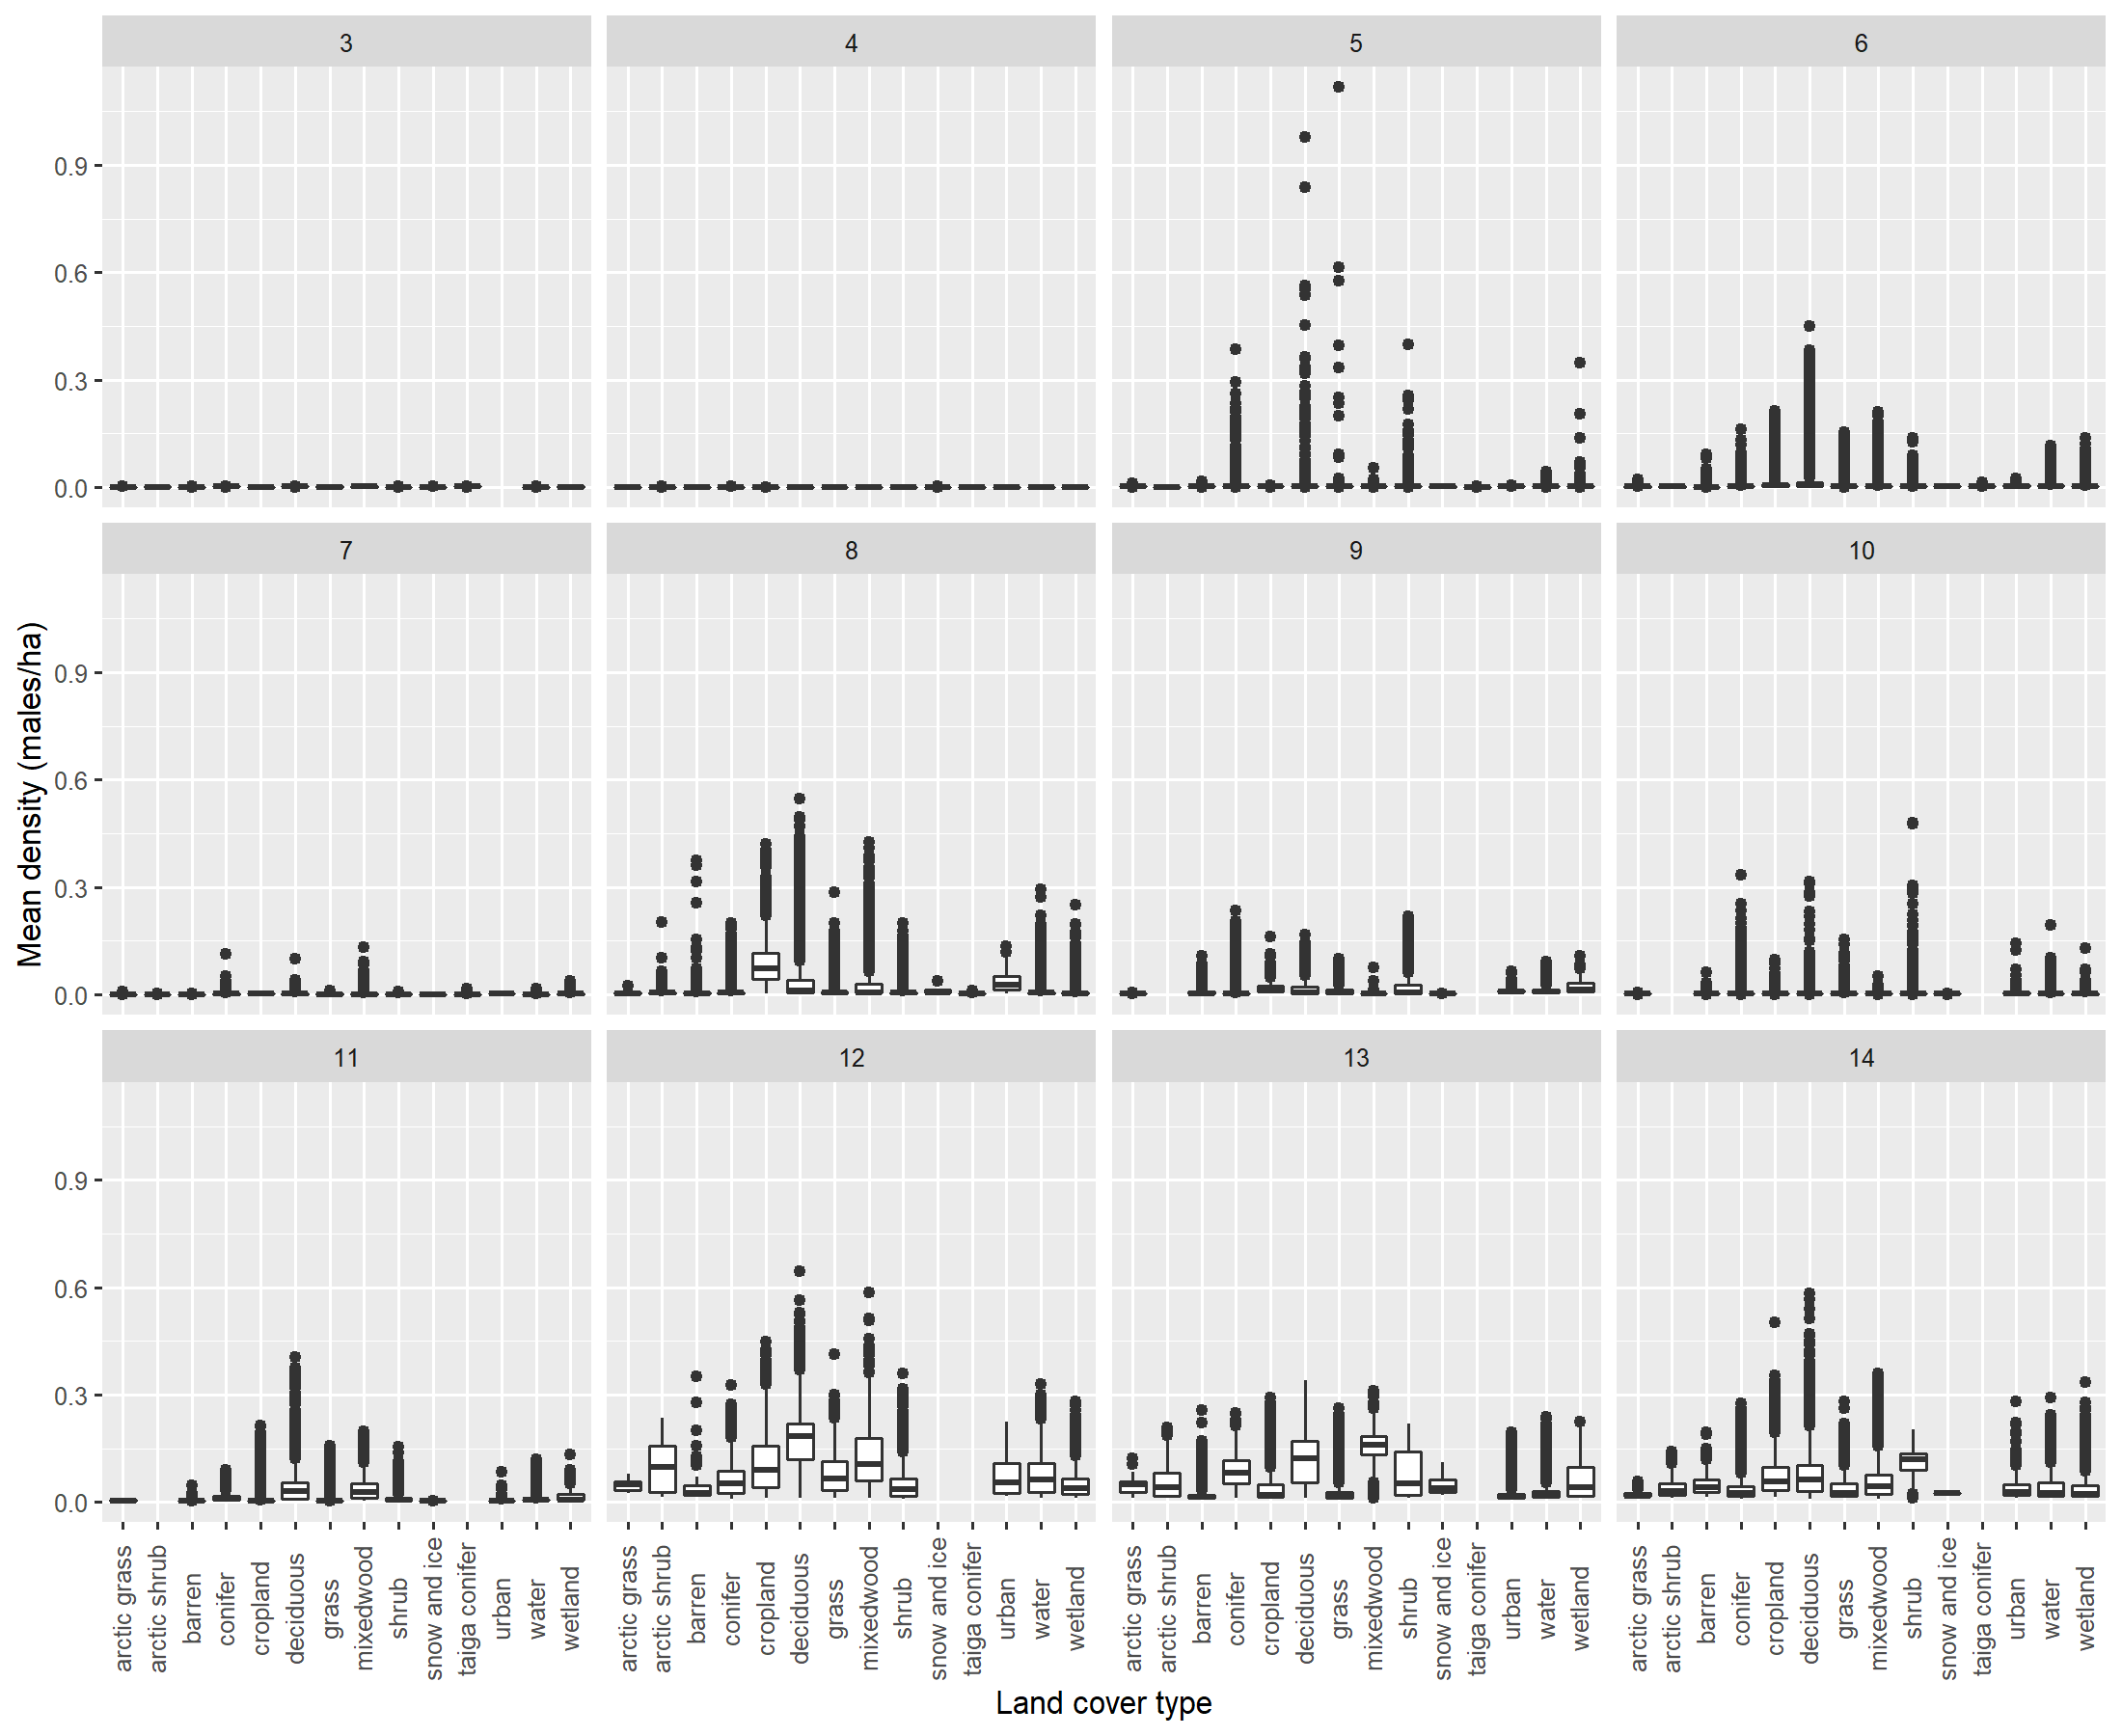 3 4 5 6
0.9
0.6
0.3
0.0
7 8 9 10
0.9
0.6
0.3
0.0
11 12 13 14
0.9
0.6
0.3
0.0
Mean density (males/ha)
arctic grass arctic shrub barren conifer cropland deciduous grass mixedwood shrub snow and ice taiga conifer urban water wetland
arctic grass arctic shrub barren conifer cropland deciduous grass mixedwood shrub snow and ice taiga conifer urban water wetland
arctic grass arctic shrub barren conifer cropland deciduous grass mixedwood shrub snow and ice taiga conifer urban water wetland
arctic grass arctic shrub barren conifer cropland deciduous grass mixedwood shrub snow and ice taiga conifer urban water wetland
Land cover type